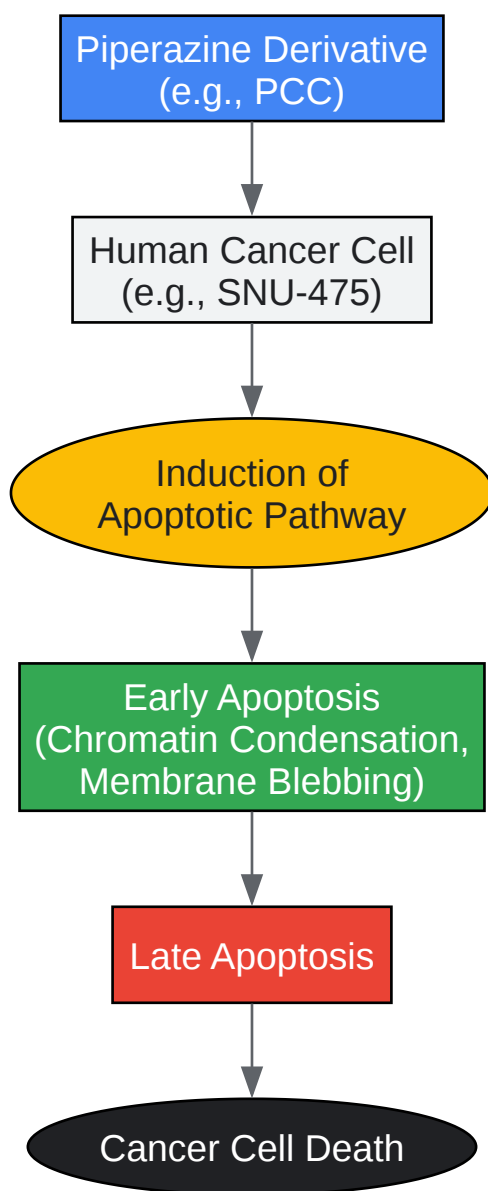 Piperazine Derivative
(e.g., PCC)
Human Cancer Cell
(e.g., SNU-475)
Induction of
Apoptotic Pathway
Early Apoptosis
(Chromatin Condensation,
Membrane Blebbing)
Late Apoptosis
Cancer Cell Death